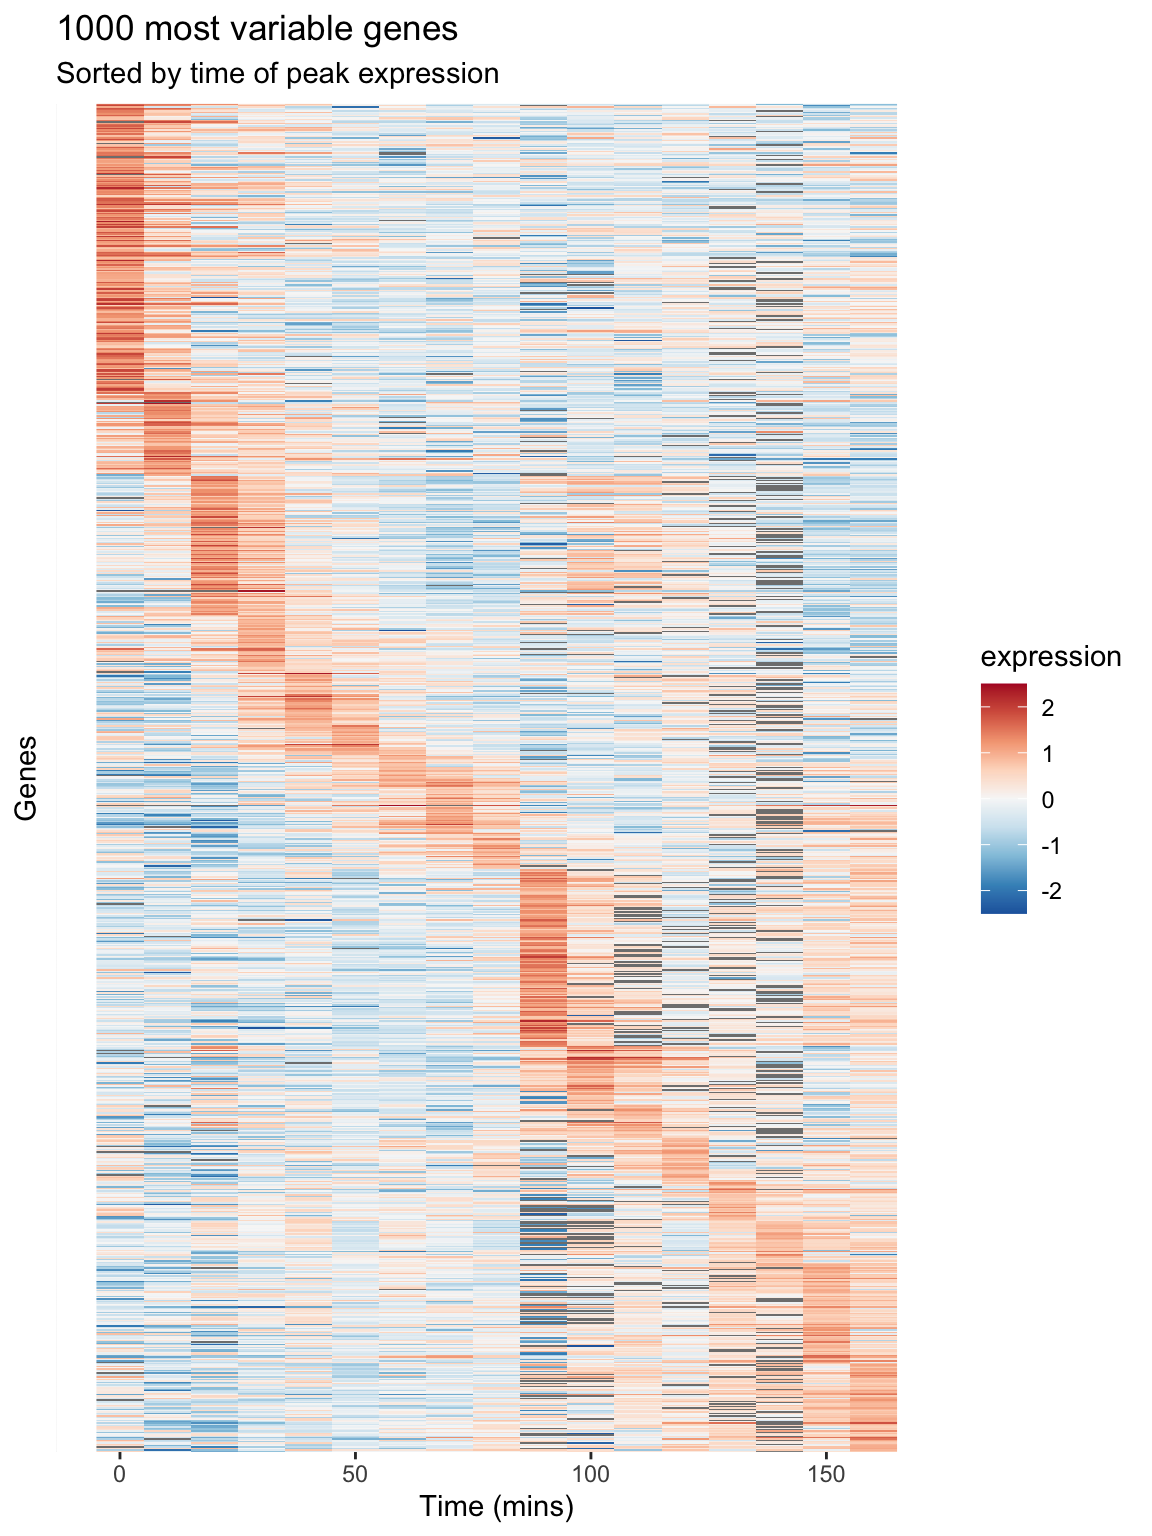 1000 most variable genes
Sorted by time of peak expression
Genes
expression
2
1
0
-1
-2
0
50
100
150
Time (mins)